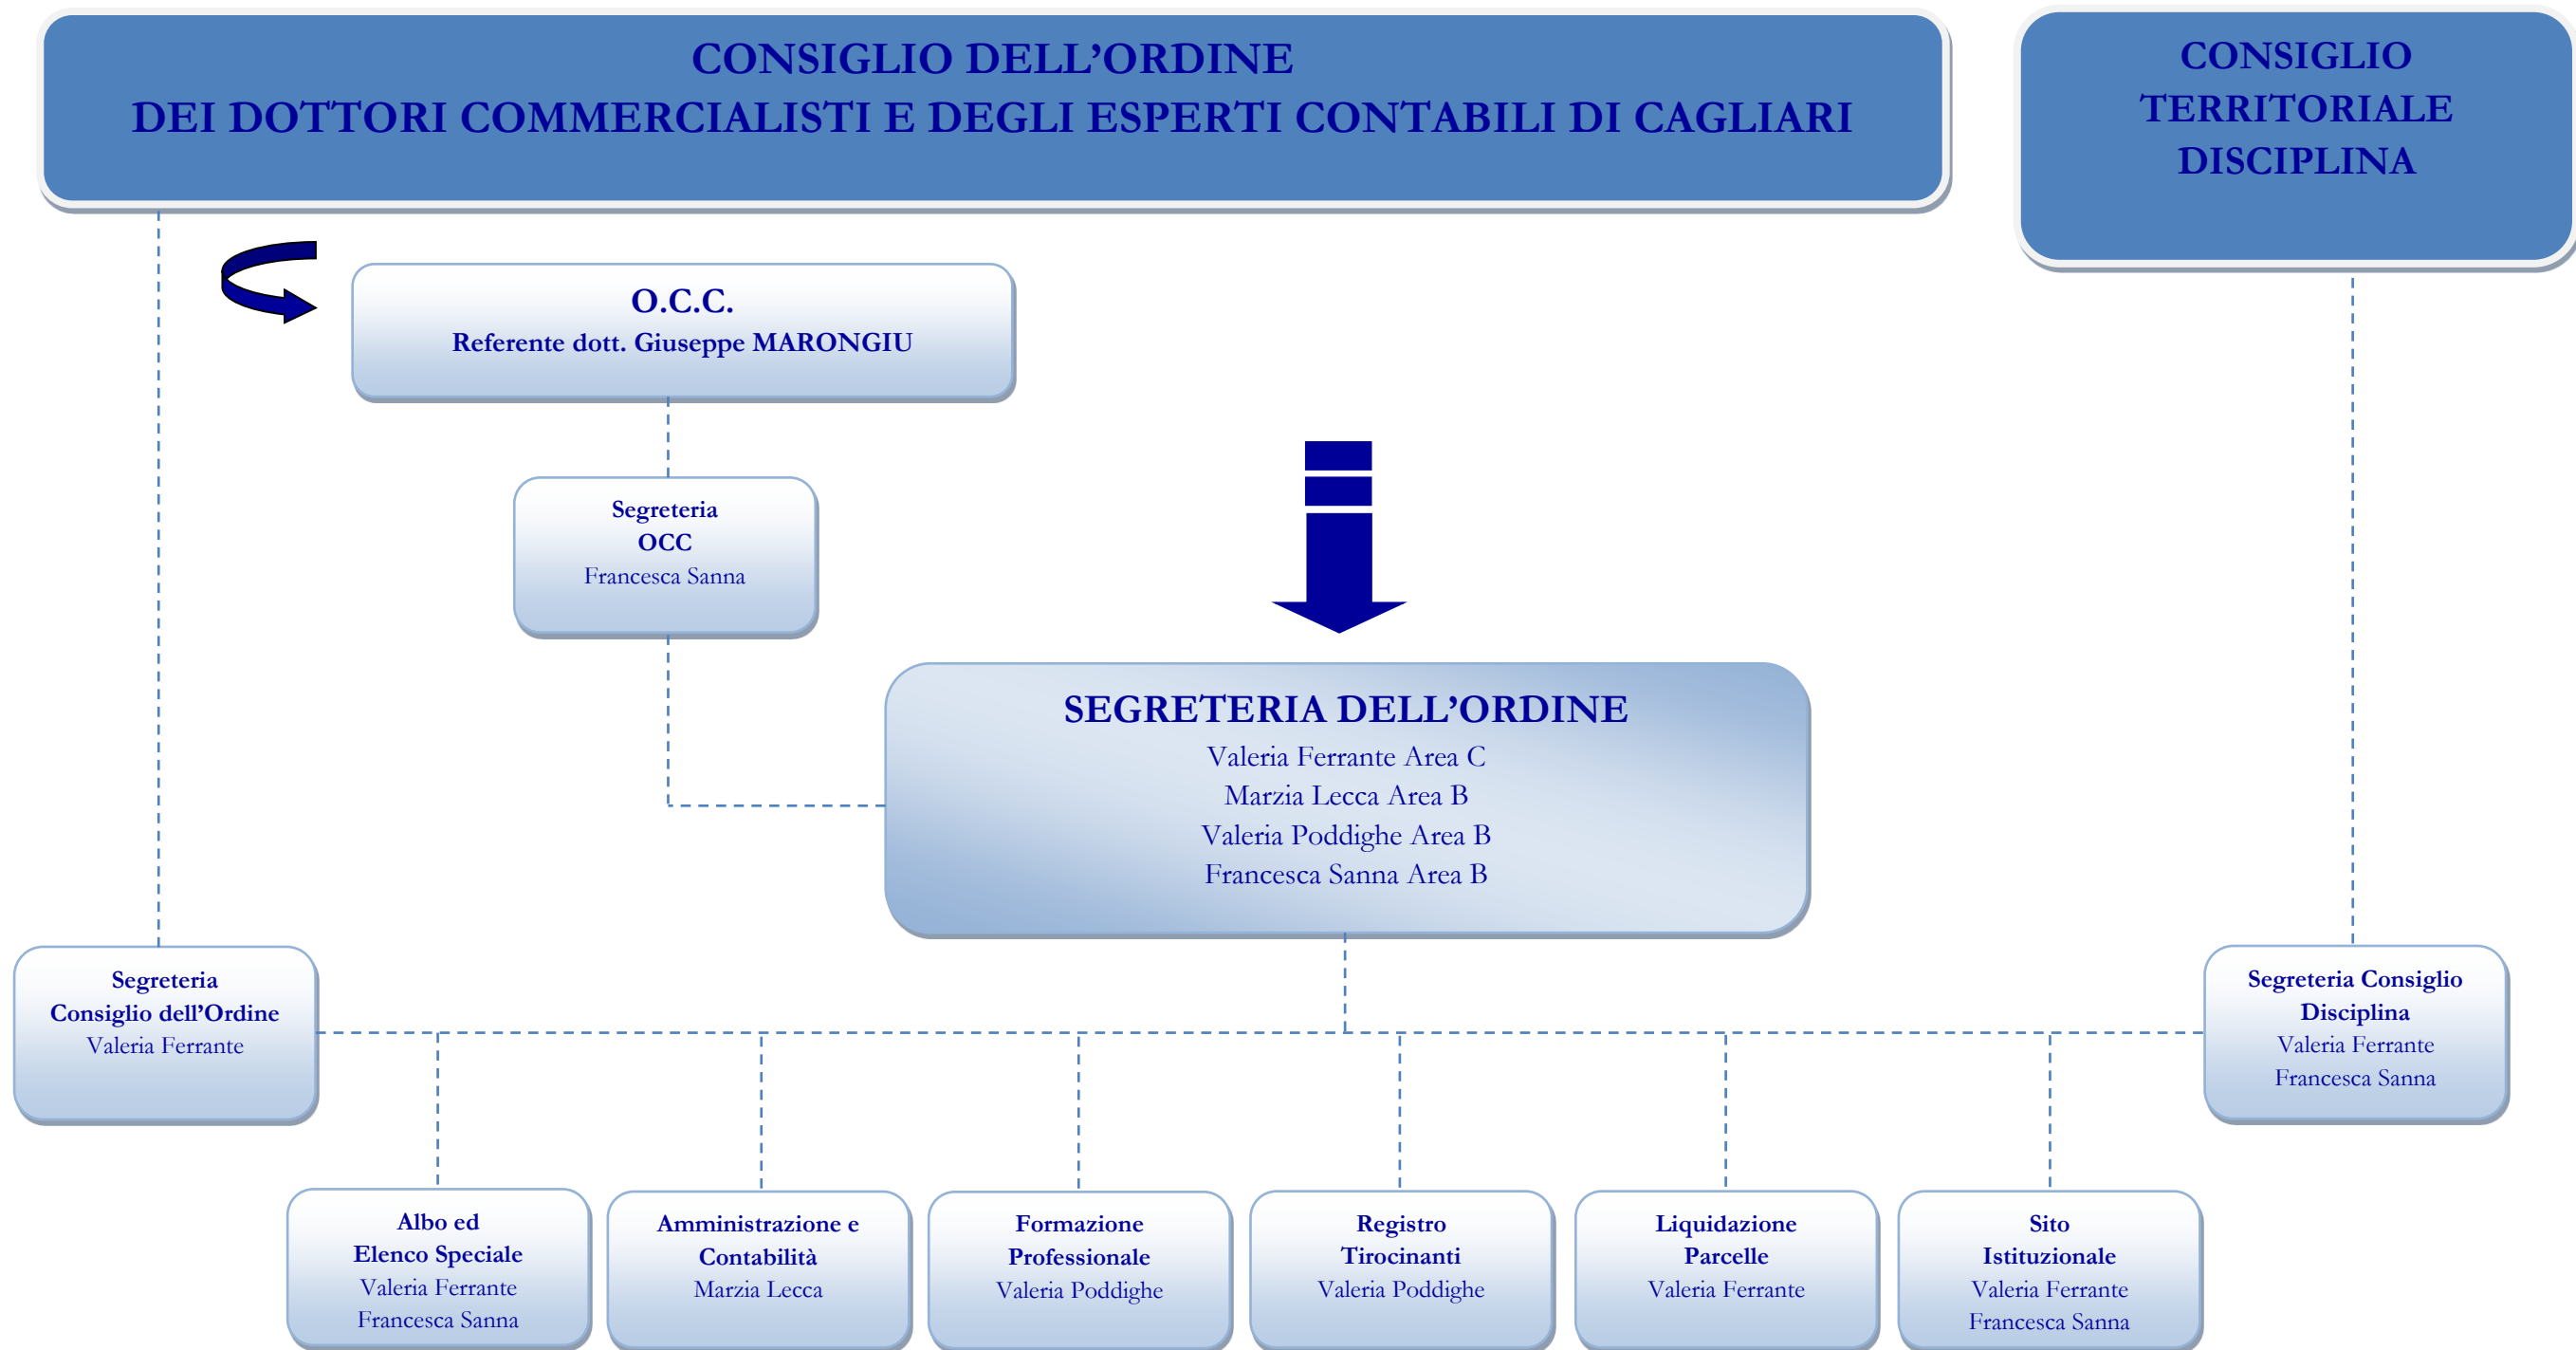 CONSIGLIO DELL’ORDINE
DEI DOTTORI COMMERCIALISTI E DEGLI ESPERTI CONTABILI DI CAGLIARI
CONSIGLIO
TERRITORIALE
DISCIPLINA
O.C.C.
Referente dott. Giuseppe MARONGIU
Segreteria
OCC
Francesca Sanna
SEGRETERIA DELL’ORDINE
Valeria Ferrante Area C
Marzia Lecca Area B
Valeria Poddighe Area B
Francesca Sanna Area B
Segreteria
Consiglio dell’Ordine
Valeria Ferrante
Segreteria Consiglio
Disciplina
Valeria Ferrante
Francesca Sanna
Albo ed
Elenco Speciale
Valeria Ferrante
Francesca Sanna
Amministrazione e
Contabilità
Marzia Lecca
Formazione
Professionale
Valeria Poddighe
Registro
Tirocinanti
Valeria Poddighe
Liquidazione
Parcelle
Valeria Ferrante
Sito
Istituzionale
Valeria Ferrante
Francesca Sanna